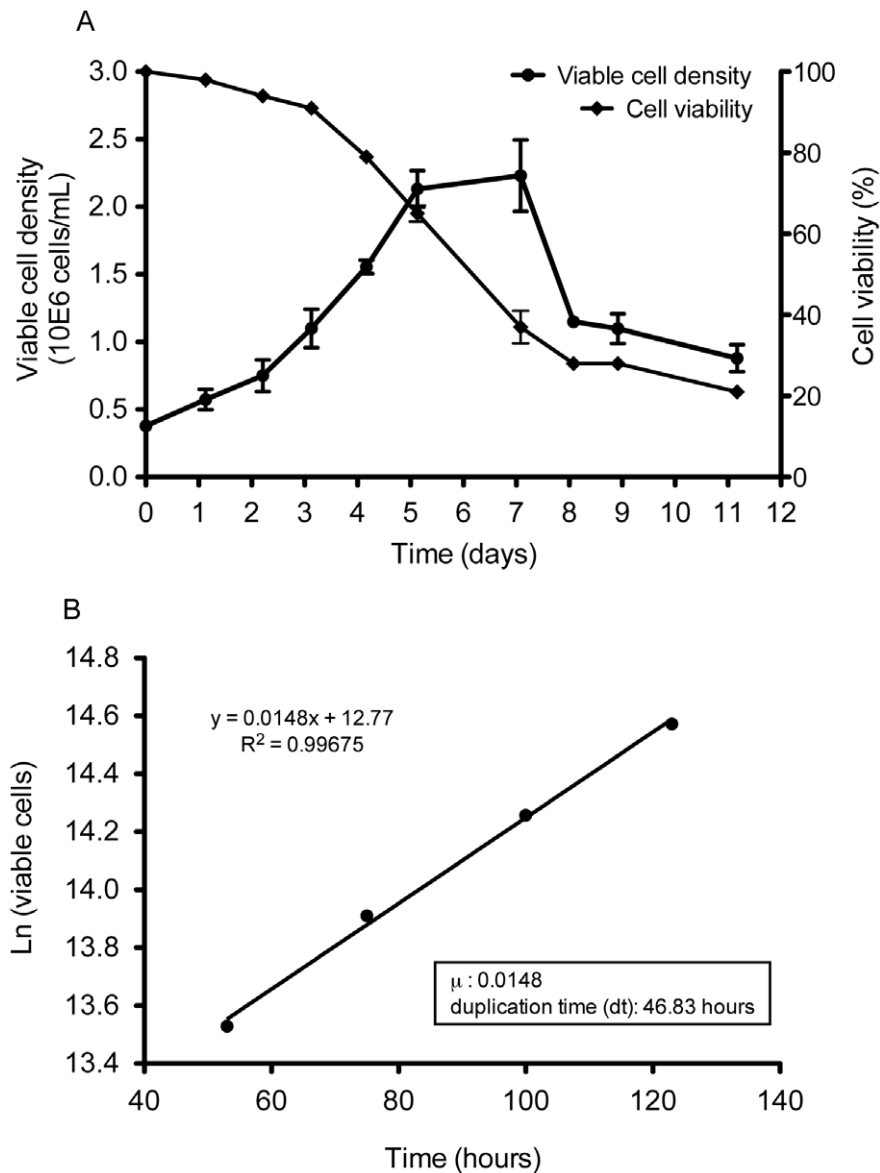 A
Viable cell density
Cell viability
3.0
2.5
2.0
1.5
1.0
0.5
0.0
Viable cell density
(10E6 cells/mL)
100
80
60
40
20
0
Cell viability (%)
0 1 2 3 4 5 6 7 8 9 10 11 12
Time (days)
B
14.8
14.6
14.4
14.2
14.0
13.8
13.6
13.4
Ln (viable cells)
y = 0.0148x + 12.77
R² = 0.99675
μ : 0.0148
duplication time (dt): 46.83 hours
40 60 80 100 120 140
Time (hours)